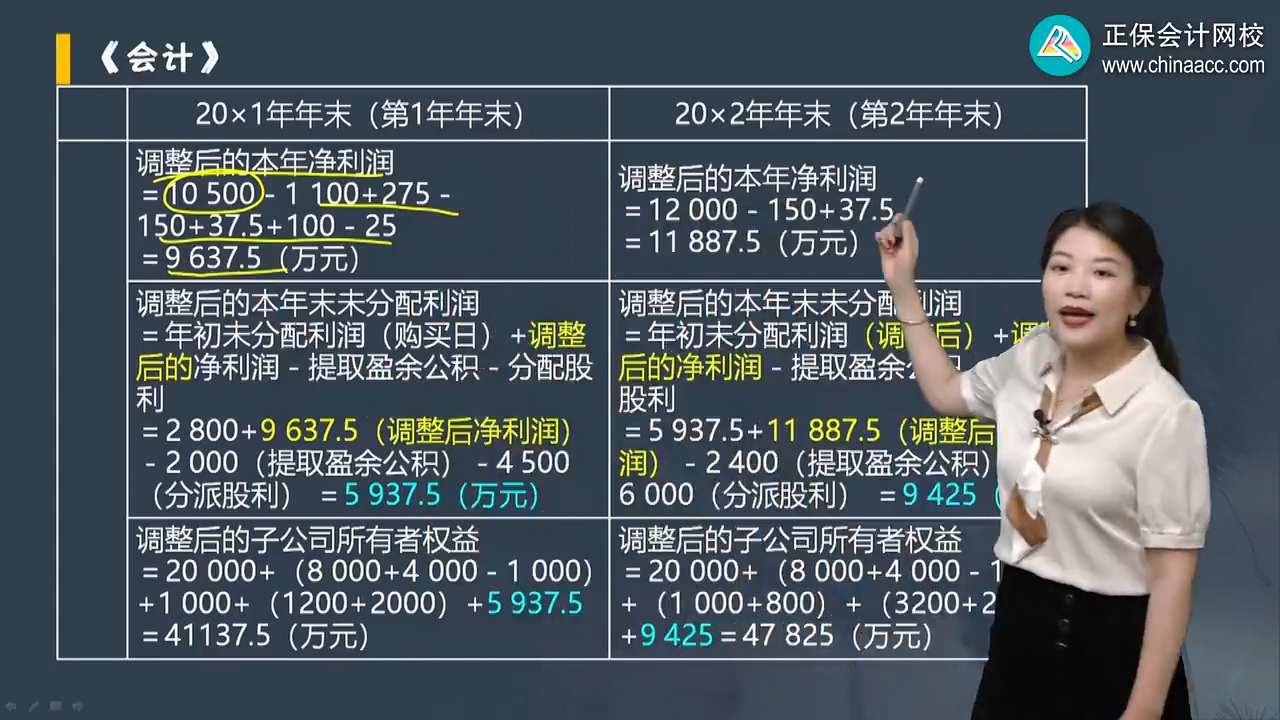 《会计》
正保会计网校
www.chinaacc.com
20×1年年末（第1年年末）
20×2年年末（第2年年末）
调整后的本年净利润
=10 500-1 100+275-
150+37.5+100-25
=9 637.5（万元）
调整后的本年净利润
=12 000-150+37.5
=11 887.5（万元）
调整后的本年末未分配利润
=年初未分配利润（购买日）+调整
后的净利润-提取盈余公积-分配股
利
=2 800+9 637.5（调整后净利润）
-2 000（提取盈余公积）-4 500
（分派股利） =5 937.5（万元）
调整后的本年末未分配利润
=年初未分配利润（调整后）+调
后的净利润-提取盈余公积
股利
=5 937.5+11 887.5（调整后
润） -2 400（提取盈余公积）
6 000（分派股利） =9 425（
调整后的子公司所有者权益
=20 000+（8 000+4 000-1 000）
+1 000+（1200+2000）+5 937.5
=41137.5（万元）
调整后的子公司所有者权益
=20 000+（8 000+4 000-1
+（1 000+800）+（3200+2
+9 425=47 825（万元）